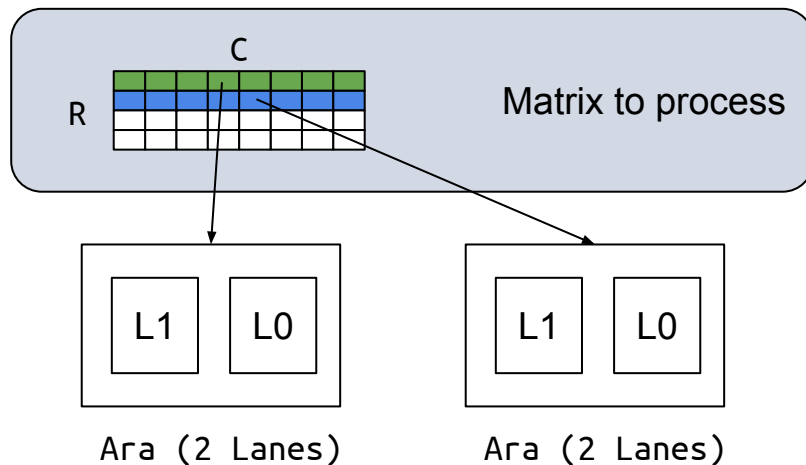 C
R
Matrix to process
L1 L0
L1 L0
Ara (2 Lanes)
Ara (2 Lanes)